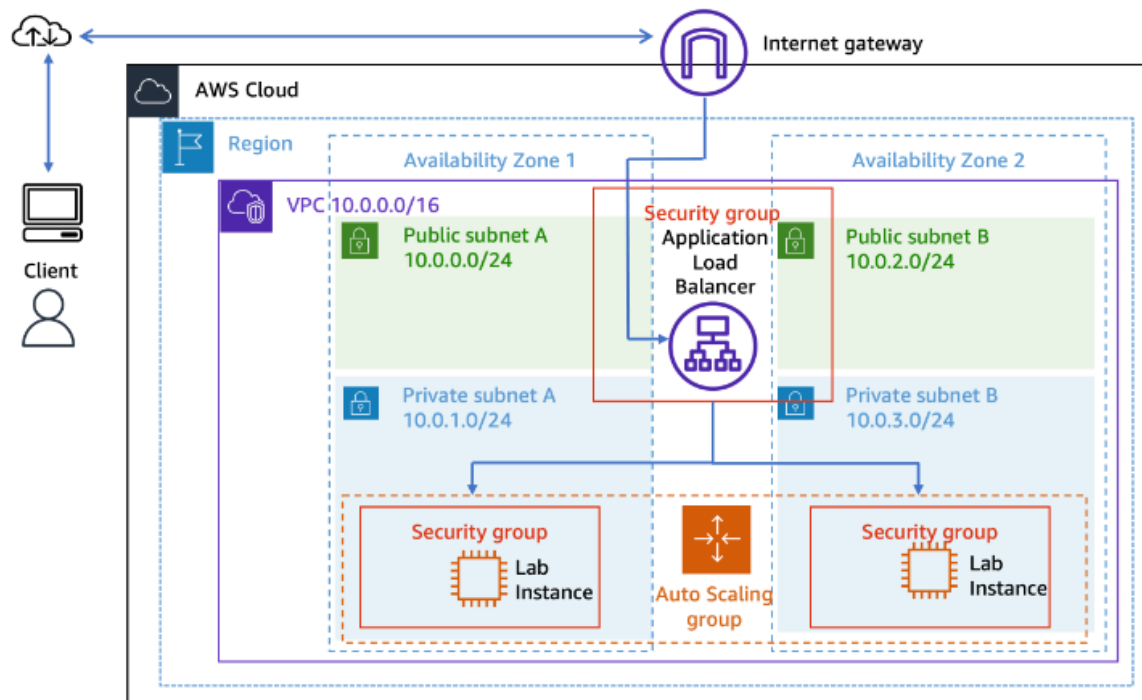 Internet gateway
AWS Cloud
Region
Availability Zone 1
Availability Zone 2
VPC 10.0.0.0/16
Security group
Application
Load
Balancer
Public subnet A
10.0.0.0/24
Public subnet B
10.0.2.0/24
Client
Private subnet A
10.0.1.0/24
Private subnet B
10.0.3.0/24
Security group
Lab
Instance
Auto Scaling
group
Security group
Lab
Instance